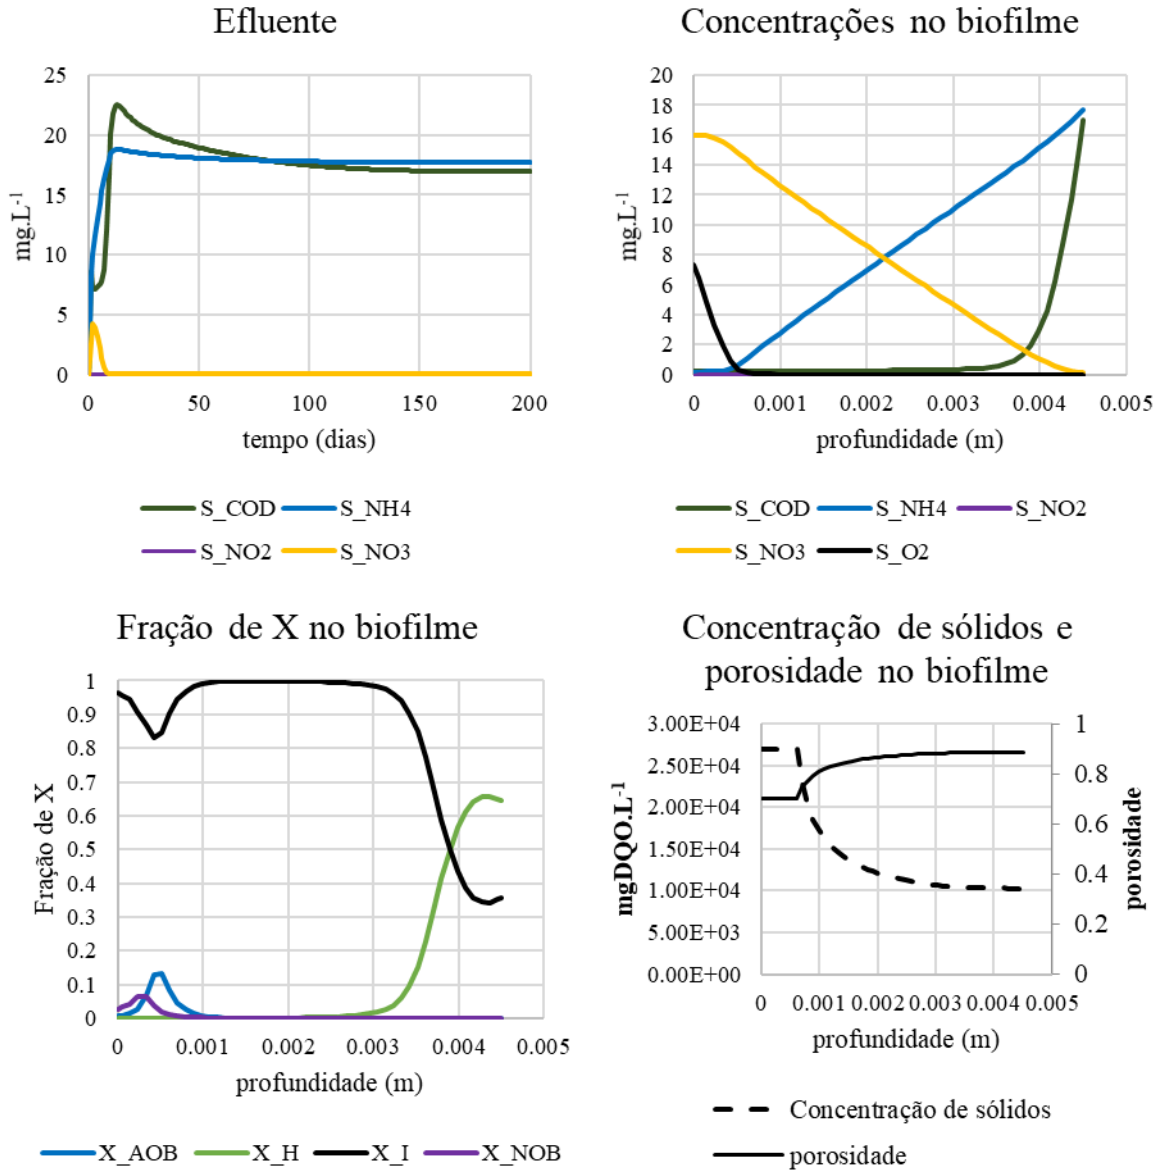 Efluente
25
20
15
10
5
0
mg.L-1
0 50 100 150 200
tempo (dias)
S_COD S_NH4
S_NO2 S_NO3
Concentrações no biofilme
20
18
16
14
12
10
8
6
4
2
0
mg.L-1
0 0.001 0.002 0.003 0.004 0.005
profundidade (m)
S_COD S_NH4 S_NO2
S_NO3 S_O2
Fração de X no biofilme
1
0.9
0.8
0.7
0.6
0.5
0.4
0.3
0.2
0.1
0
Fração de X
0 0.001 0.002 0.003 0.004 0.005
profundidade (m)
X_AOB X_H X_I X_NOB
Concentração de sólidos e
porosidade no biofilme
3.00E+04
2.50E+04
2.00E+04
1.50E+04
1.00E+04
5.00E+03
0.00E+00
mgDQO.L-1
1
0.8
0.6
0.4
0.2
0
porosidade
0 0.001 0.002 0.003 0.004 0.005
profundidade (m)
Concentração de sólidos
porosidade